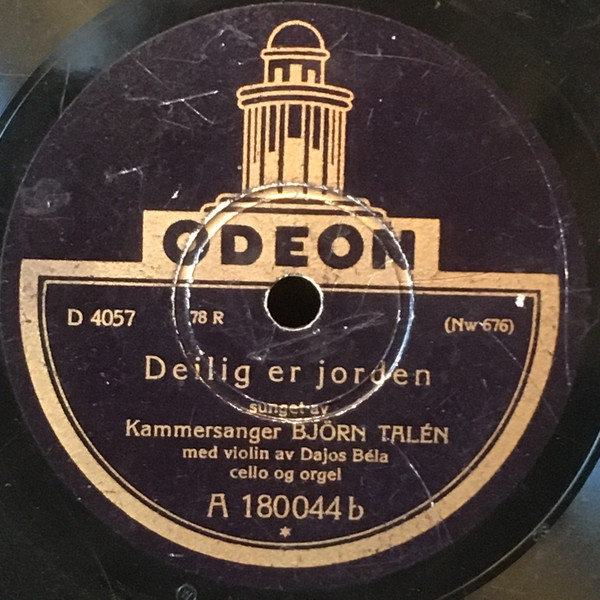 ODEON
D 4057 78 R (Nw 676)
Deilig er jorden
sunget av
Kammersanger BJÖRN TALÉN
med violin av Dajos Béla
cello og orgel
A 180044 b
*